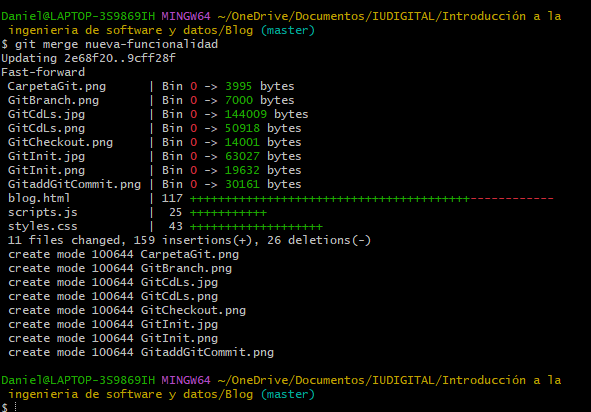 Daniel@LAPTOP-3S9869IH MINGW64 ~/OneDrive/Documentos/IUDIGITAL/Introducción a la
ingenieria de software y datos/Blog (master)
$ git merge nueva-funcionalidad
Updating 2e68f20..9cff28f
Fast-forward
 CarpetaGit.png      | Bin 0 -> 3995 bytes
 GitBranch.png       | Bin 0 -> 7000 bytes
 GitCdLs.jpg         | Bin 0 -> 144009 bytes
 GitCdLs.png         | Bin 0 -> 50918 bytes
 GitCheckout.png     | Bin 0 -> 14001 bytes
 GitInit.jpg         | Bin 0 -> 63027 bytes
 GitInit.png         | Bin 0 -> 19632 bytes
 GitaddGitCommit.png | Bin 0 -> 30161 bytes
 blog.html           | 117 ++++++++++++++++++++++++++++++++++++++++------------
 scripts.js          |  25 +++++++++++
 styles.css          |  43 +++++++++++++++++++
 11 files changed, 159 insertions(+), 26 deletions(-)
 create mode 100644 CarpetaGit.png
 create mode 100644 GitBranch.png
 create mode 100644 GitCdLs.jpg
 create mode 100644 GitCdLs.png
 create mode 100644 GitCheckout.png
 create mode 100644 GitInit.jpg
 create mode 100644 GitInit.png
 create mode 100644 GitaddGitCommit.png
Daniel@LAPTOP-3S9869IH MINGW64 ~/OneDrive/Documentos/IUDIGITAL/Introducción a la
ingenieria de software y datos/Blog (master)
$